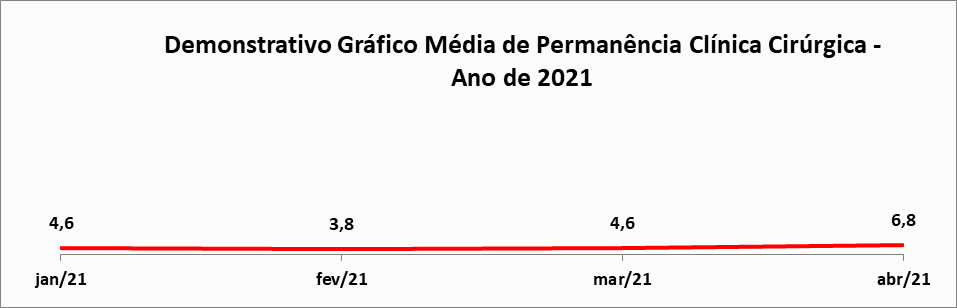 Demonstrativo Gráfico Média de Permanência Clínica Cirúrgica -
Ano de 2021
4,6
3,8
4,6
6,8
jan/21
fev/21
mar/21
abr/21